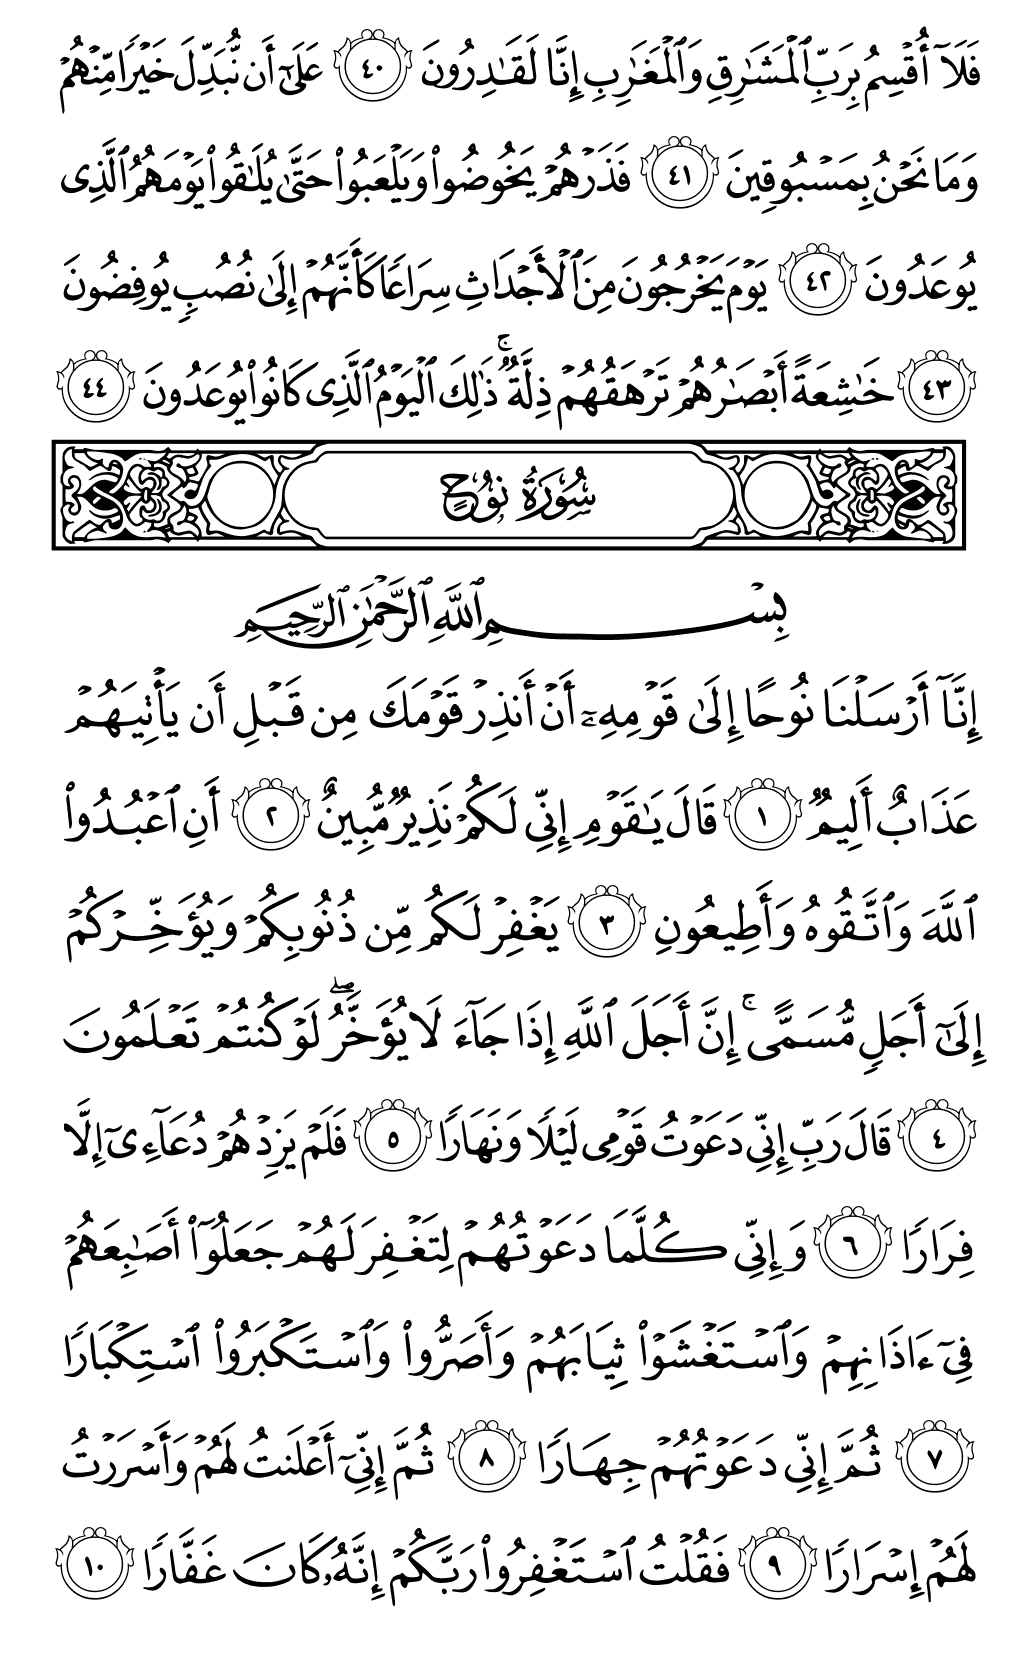 فَلَآ أُقۡسِمُ بِرَبِّ ٱلۡمَشَٰرِقِ وَٱلۡمَغَٰرِبِ إِنَّا لَقَٰدِرُونَ ٤٠ عَلَىٰٓ أَن نُّبَدِّلَ خَيۡرٗا مِّنۡهُمۡ
وَمَا نَحۡنُ بِمَسۡبُوقِينَ ٤١ فَذَرۡهُمۡ يَخُوضُواْ وَيَلۡعَبُواْ حَتَّىٰ يُلَٰقُواْ يَوۡمَهُمُ ٱلَّذِي
يُوعَدُونَ ٤٢ يَوۡمَ يَخۡرُجُونَ مِنَ ٱلۡأَجۡدَاثِ سِرَاعٗا كَأَنَّهُمۡ إِلَىٰ نُصُبٖ يُوفِضُونَ
٤٣ خَٰشِعَةً أَبۡصَٰرُهُمۡ تَرۡهَقُهُمۡ ذِلَّةٞۚ ذَٰلِكَ ٱلۡيَوۡمُ ٱلَّذِي كَانُواْ يُوعَدُونَ ٤٤
سُورَةُ نُوحٍ
بِسۡمِ ٱللَّهِ ٱلرَّحۡمَٰنِ ٱلرَّحِيمِ
إِنَّآ أَرۡسَلۡنَا نُوحًا إِلَىٰ قَوۡمِهِۦٓ أَنۡ أَنذِرۡ قَوۡمَكَ مِن قَبۡلِ أَن يَأۡتِيَهُمۡ
عَذَابٌ أَلِيمٞ ١ قَالَ يَٰقَوۡمِ إِنِّي لَكُمۡ نَذِيرٞ مُّبِينٌ ٢ أَنِ ٱعۡبُدُواْ
ٱللَّهَ وَٱتَّقُوهُ وَأَطِيعُونِ ٣ يَغۡفِرۡ لَكُم مِّن ذُنُوبِكُمۡ وَيُؤَخِّرۡكُمۡ
إِلَىٰٓ أَجَلٖ مُّسَمًّىۚ إِنَّ أَجَلَ ٱللَّهِ إِذَا جَآءَ لَا يُؤَخَّرُۖ لَوۡ كُنتُمۡ تَعۡلَمُونَ
٤ قَالَ رَبِّ إِنِّي دَعَوۡتُ قَوۡمِي لَيۡلٗا وَنَهَارٗا ٥ فَلَمۡ يَزِدۡهُمۡ دُعَآءِيٓ إِلَّا
فِرَارٗا ٦ وَإِنِّي كُلَّمَا دَعَوۡتُهُمۡ لِتَغۡفِرَ لَهُمۡ جَعَلُوٓاْ أَصَٰبِعَهُمۡ
فِيٓ ءَاذَانِهِمۡ وَٱسۡتَغۡشَوۡاْ ثِيَابَهُمۡ وَأَصَرُّواْ وَٱسۡتَكۡبَرُواْ ٱسۡتِكۡبَارٗا
٧ ثُمَّ إِنِّي دَعَوۡتُهُمۡ جِهَارٗا ٨ ثُمَّ إِنِّيٓ أَعۡلَنتُ لَهُمۡ وَأَسۡرَرۡتُ
لَهُمۡ إِسۡرَارٗا ٩ فَقُلۡتُ ٱسۡتَغۡفِرُواْ رَبَّكُمۡ إِنَّهُۥ كَانَ غَفَّارٗا ١٠